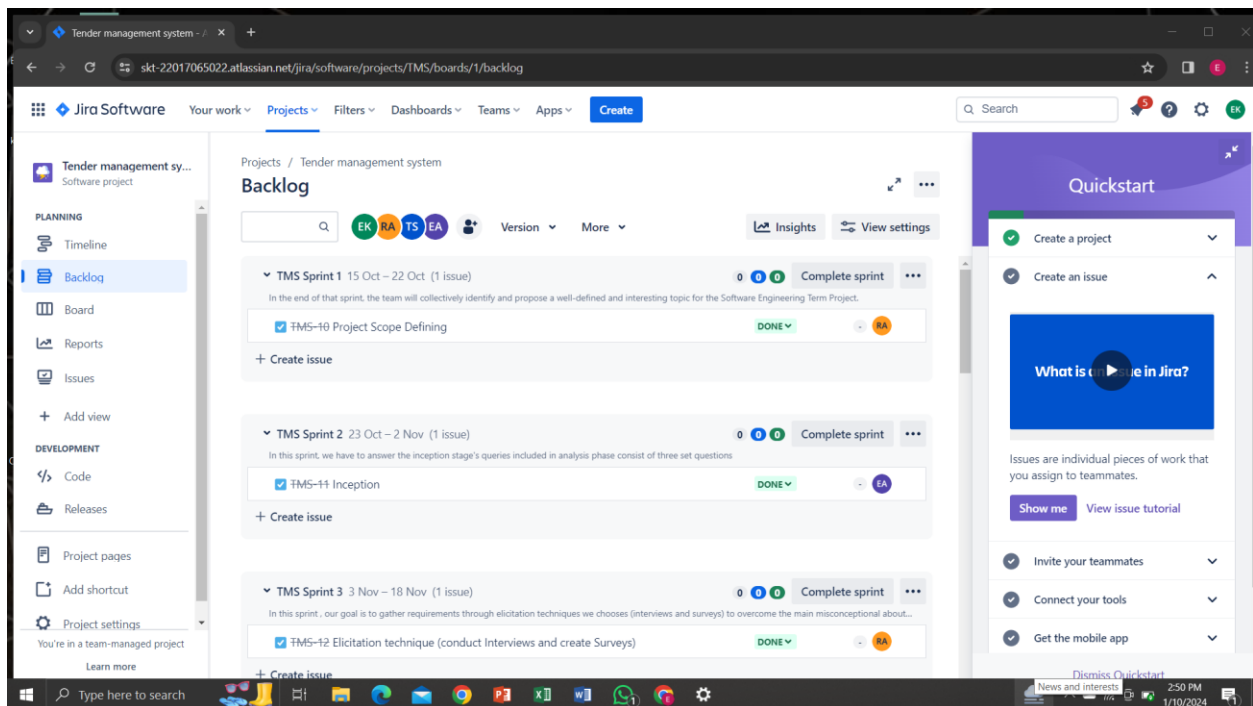 Tender management system - A
skt-22017065022.atlassian.net/jira/software/projects/TMS/boards/1/backlog
E
Jira Software Your work Projects Filters Dashboards Teams Apps Create Search 5 EK
Tender management sy...
Software project
PLANNING
Timeline
Backlog
Board
Reports
Issues
Add view
DEVELOPMENT
Code
Releases
Project pages
Add shortcut
Project settings
You're in a team-managed project
Learn more
Projects / Tender management system
Backlog
EK RA TS EA Version More Insights View settings
TMS Sprint 1 15 Oct – 22 Oct (1 issue) 0 0 0 Complete sprint
In the end of that sprint, the team will collectively identify and propose a well-defined and interesting topic for the Software Engineering Term Project.
TMS-10 Project Scope Defining DONE - RA
+ Create issue
TMS Sprint 2 23 Oct – 2 Nov (1 issue) 0 0 0 Complete sprint
In this sprint, we have to answer the inception stage's queries included in analysis phase consist of three set questions
TMS-11 Inception DONE - EA
+ Create issue
TMS Sprint 3 3 Nov – 18 Nov (1 issue) 0 0 0 Complete sprint
In this sprint , our goal is to gather requirements through elicitation techniques we chooses (interviews and surveys) to overcome the main misconceptional about...
TMS-12 Elicitation technique (conduct Interviews and create Surveys) DONE - RA
+ Create issue
Quickstart
Create a project
Create an issue
What is an issue in Jira?
Issues are individual pieces of work that
you assign to teammates.
Show me View issue tutorial
Invite your teammates
Connect your tools
Get the mobile app
Dismiss Quickstart
News and interests
Type here to search
2:50 PM
1/10/2024